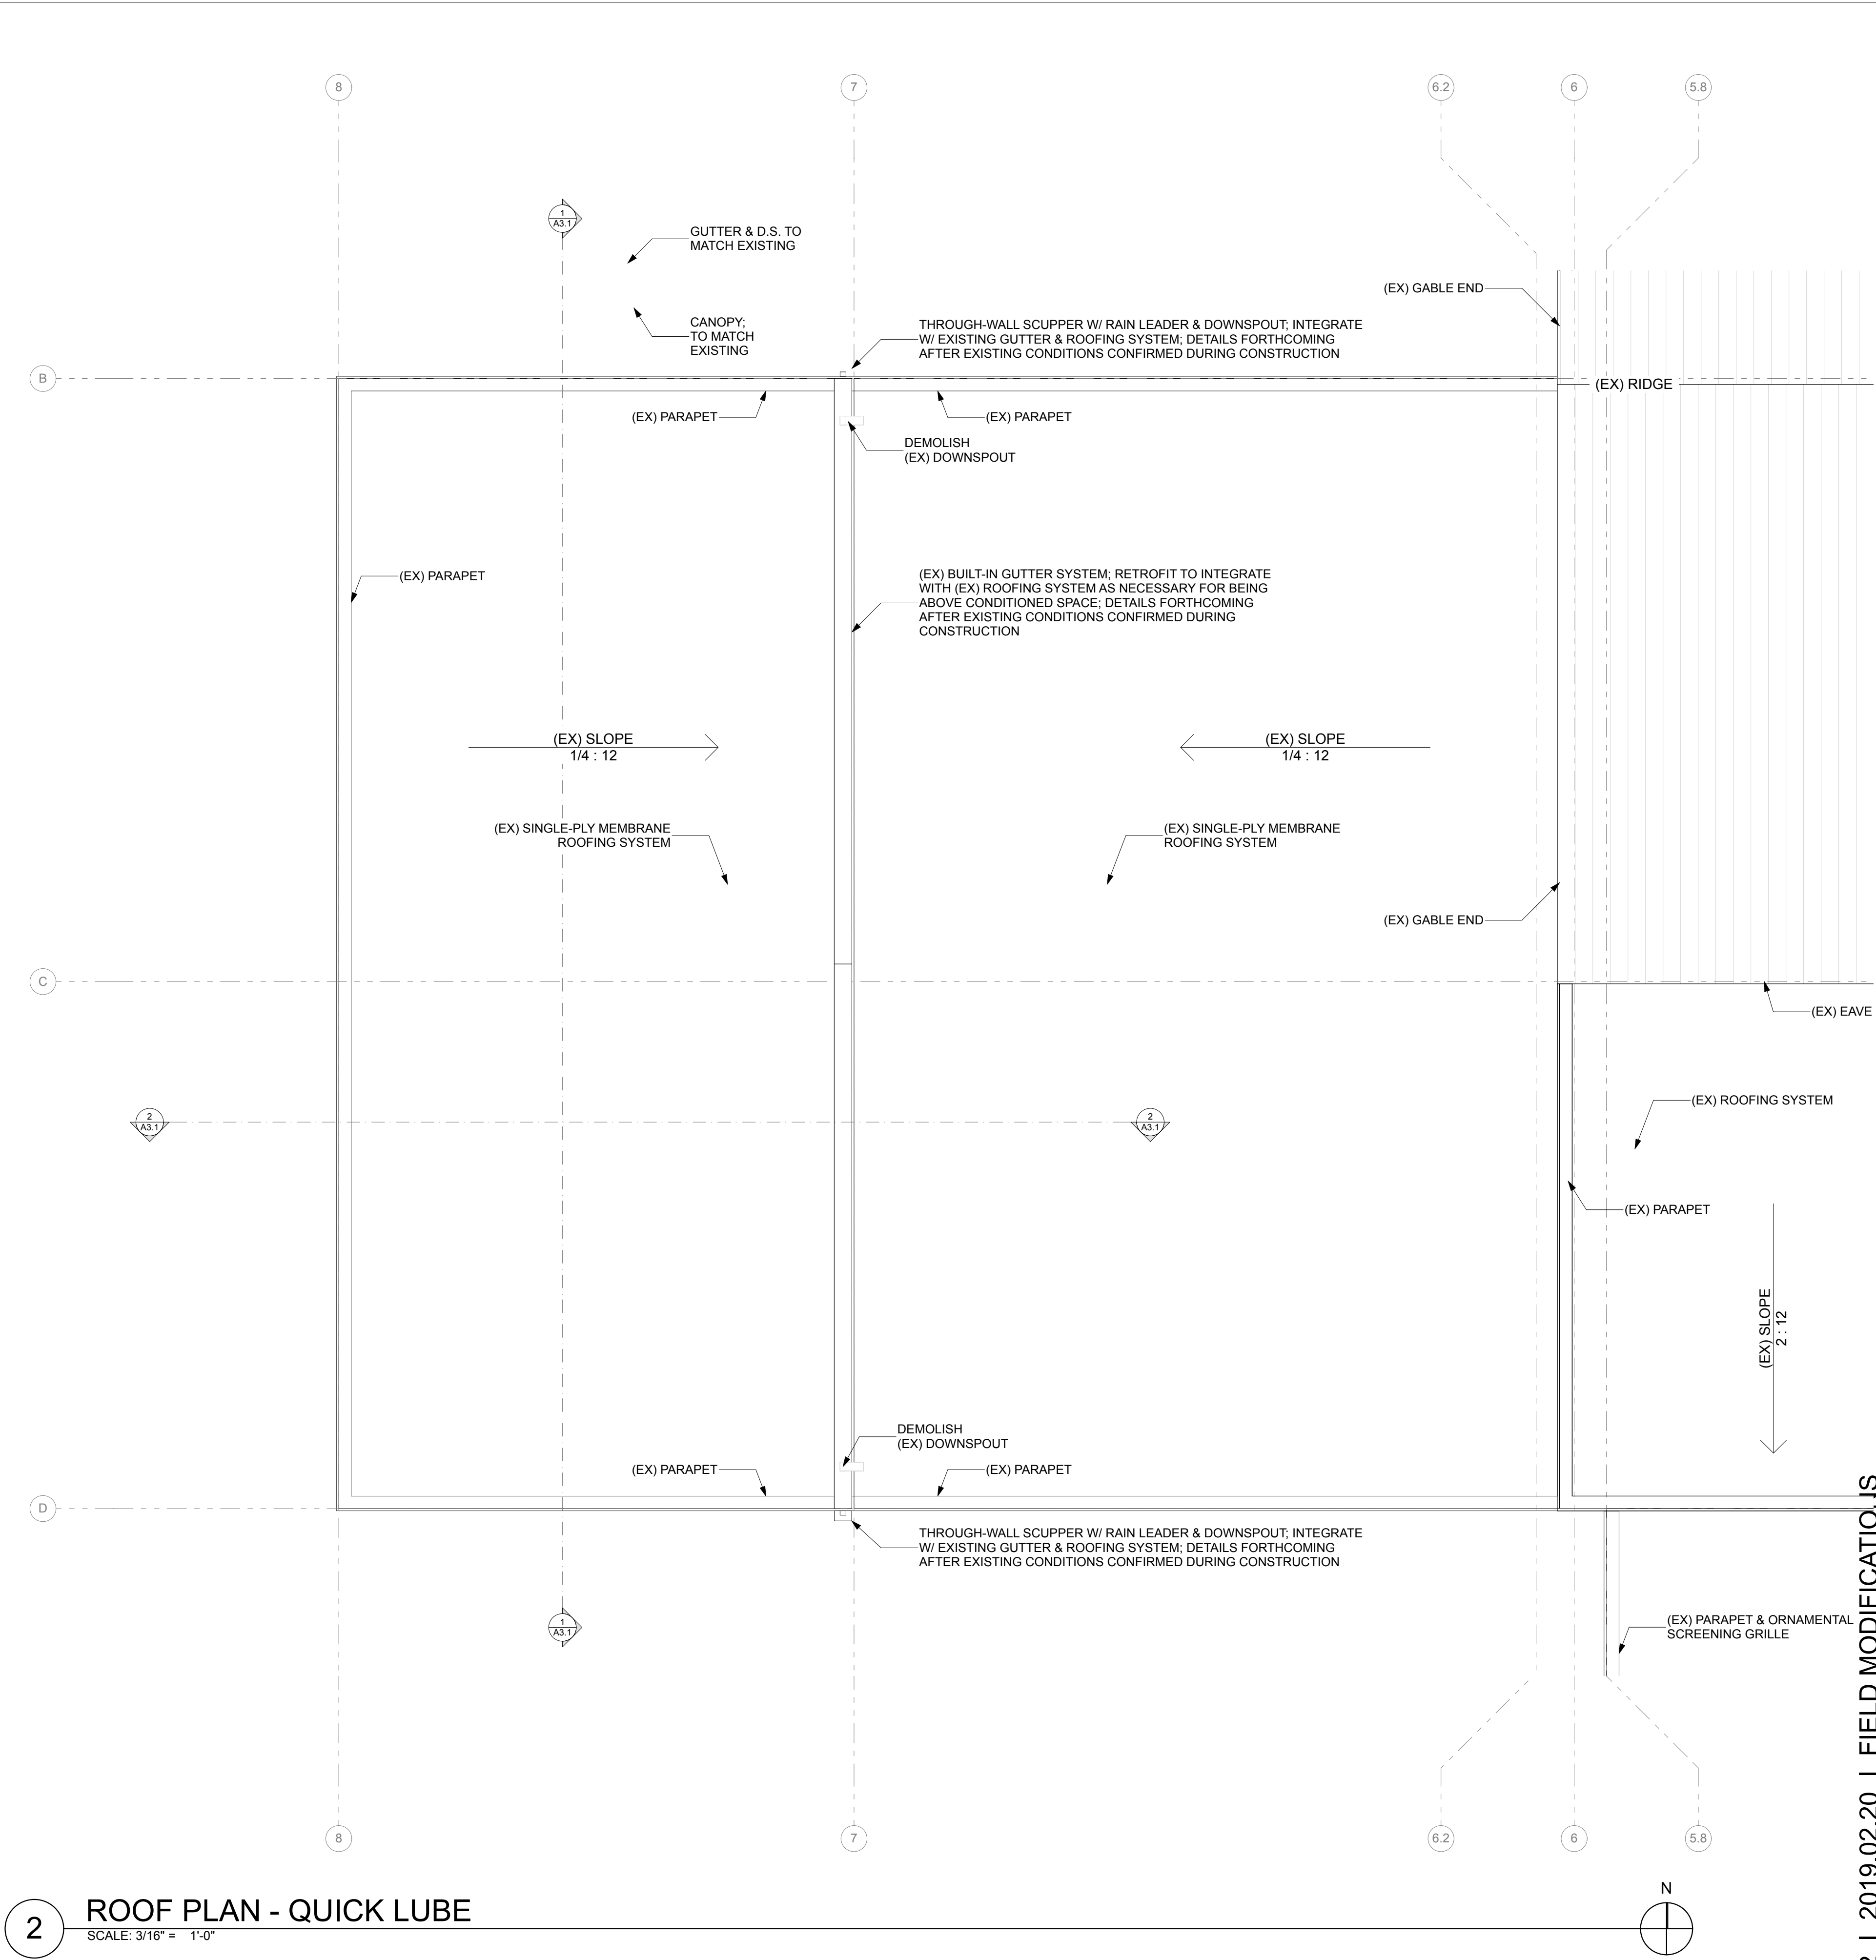 8
7
6.2
6
5.8
1
A3.1
GUTTER & D.S. TO
MATCH EXISTING
(EX) GABLE END
CANOPY;
TO MATCH
EXISTING
THROUGH-WALL SCUPPER W/ RAIN LEADER & DOWNSPOUT; INTEGRATE
W/ EXISTING GUTTER & ROOFING SYSTEM; DETAILS FORTHCOMING
AFTER EXISTING CONDITIONS CONFIRMED DURING CONSTRUCTION
B
(EX) RIDGE
(EX) PARAPET
(EX) PARAPET
DEMOLISH
(EX) DOWNSPOUT
(EX) PARAPET
(EX) BUILT-IN GUTTER SYSTEM; RETROFIT TO INTEGRATE
WITH (EX) ROOFING SYSTEM AS NECESSARY FOR BEING
ABOVE CONDITIONED SPACE; DETAILS FORTHCOMING
AFTER EXISTING CONDITIONS CONFIRMED DURING
CONSTRUCTION
(EX) SLOPE
1/4 : 12
(EX) SLOPE
1/4 : 12
(EX) SINGLE-PLY MEMBRANE
ROOFING SYSTEM
(EX) SINGLE-PLY MEMBRANE
ROOFING SYSTEM
(EX) GABLE END
C
(EX) EAVE
2
A3.1
2
A3.1
(EX) ROOFING SYSTEM
(EX) PARAPET
(EX) SLOPE
2 : 12
DEMOLISH
(EX) DOWNSPOUT
(EX) PARAPET
(EX) PARAPET
D
THROUGH-WALL SCUPPER W/ RAIN LEADER & DOWNSPOUT; INTEGRATE
W/ EXISTING GUTTER & ROOFING SYSTEM; DETAILS FORTHCOMING
AFTER EXISTING CONDITIONS CONFIRMED DURING CONSTRUCTION
1
A3.1
(EX) PARAPET & ORNAMENTAL
SCREENING GRILLE
8
7
6.2
6
5.8
2
ROOF PLAN - QUICK LUBE
SCALE: 3/16" = 1'-0"
N
| 2019.02.20 | FIELD MODIFICATIONS